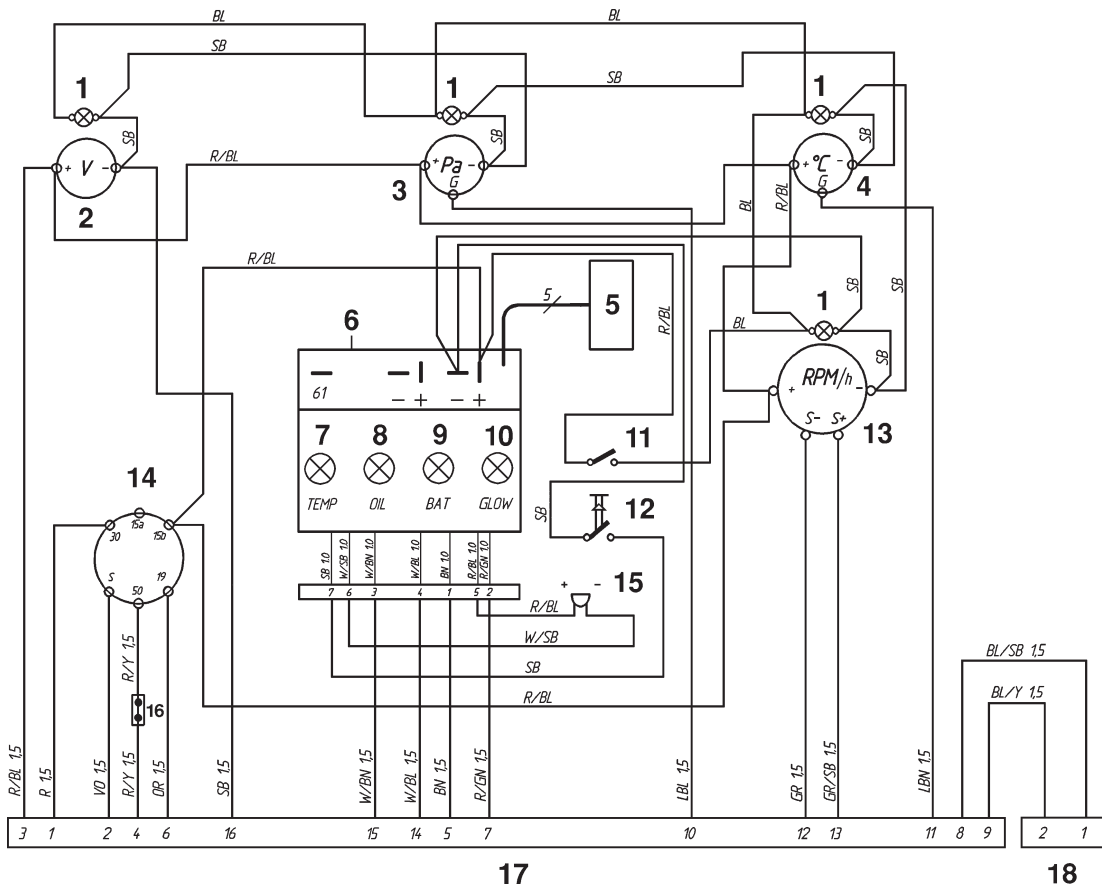 BL
BL
SB
SB
1
1
1
SB
SB
SB
+ V -
R/BL
+ Pa -
G
+ °C -
G
2
3
4
BL
R/BL
R/BL
5
5
R/BL
SB
SB
6
1
BL
SB
61
- + - +
RPM/h
+ -
S- S+
13
7 8 9 10
11
TEMP OIL BAT GLOW
14
15a
30 15b
S 19
50
SB
12
SB 1.0
W/SB 1.0
W/BN 1.0
W/BL 1.0
BN 1.0
R/BL 1.0
R/GN 1.0
7 6 3 4 1 5 2
+ -
15
R/BL
W/SB
SB
R/BL
R/Y 1,5
16
BL/SB 1,5
BL/Y 1,5
R/BL 1,5
R 1,5
VO 1,5
R/Y 1,5
OR 1,5
SB 1,5
W/BN 1,5
W/BL 1,5
BN 1,5
R/GN 1,5
LBL 1,5
GR 1,5
GR/SB 1,5
LBN 1,5
3 1 2 4 6 16 15 14 5 7 10 12 13 11 8 9
2 1
17
18